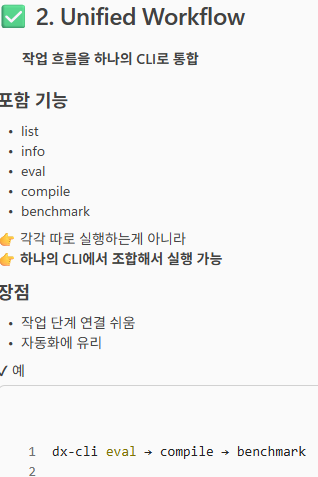 ✅ 2. Unified Workflow
작업 흐름을 하나의 CLI로 통합
포함 기능
• list
• info
• eval
• compile
• benchmark
👉 각각 따로 실행하는게 아니라
👉 하나의 CLI에서 조합해서 실행 가능
장점
• 작업 단계 연결 쉬움
• 자동화에 유리
✓ 예
1 dx-cli eval → compile → benchmark
2